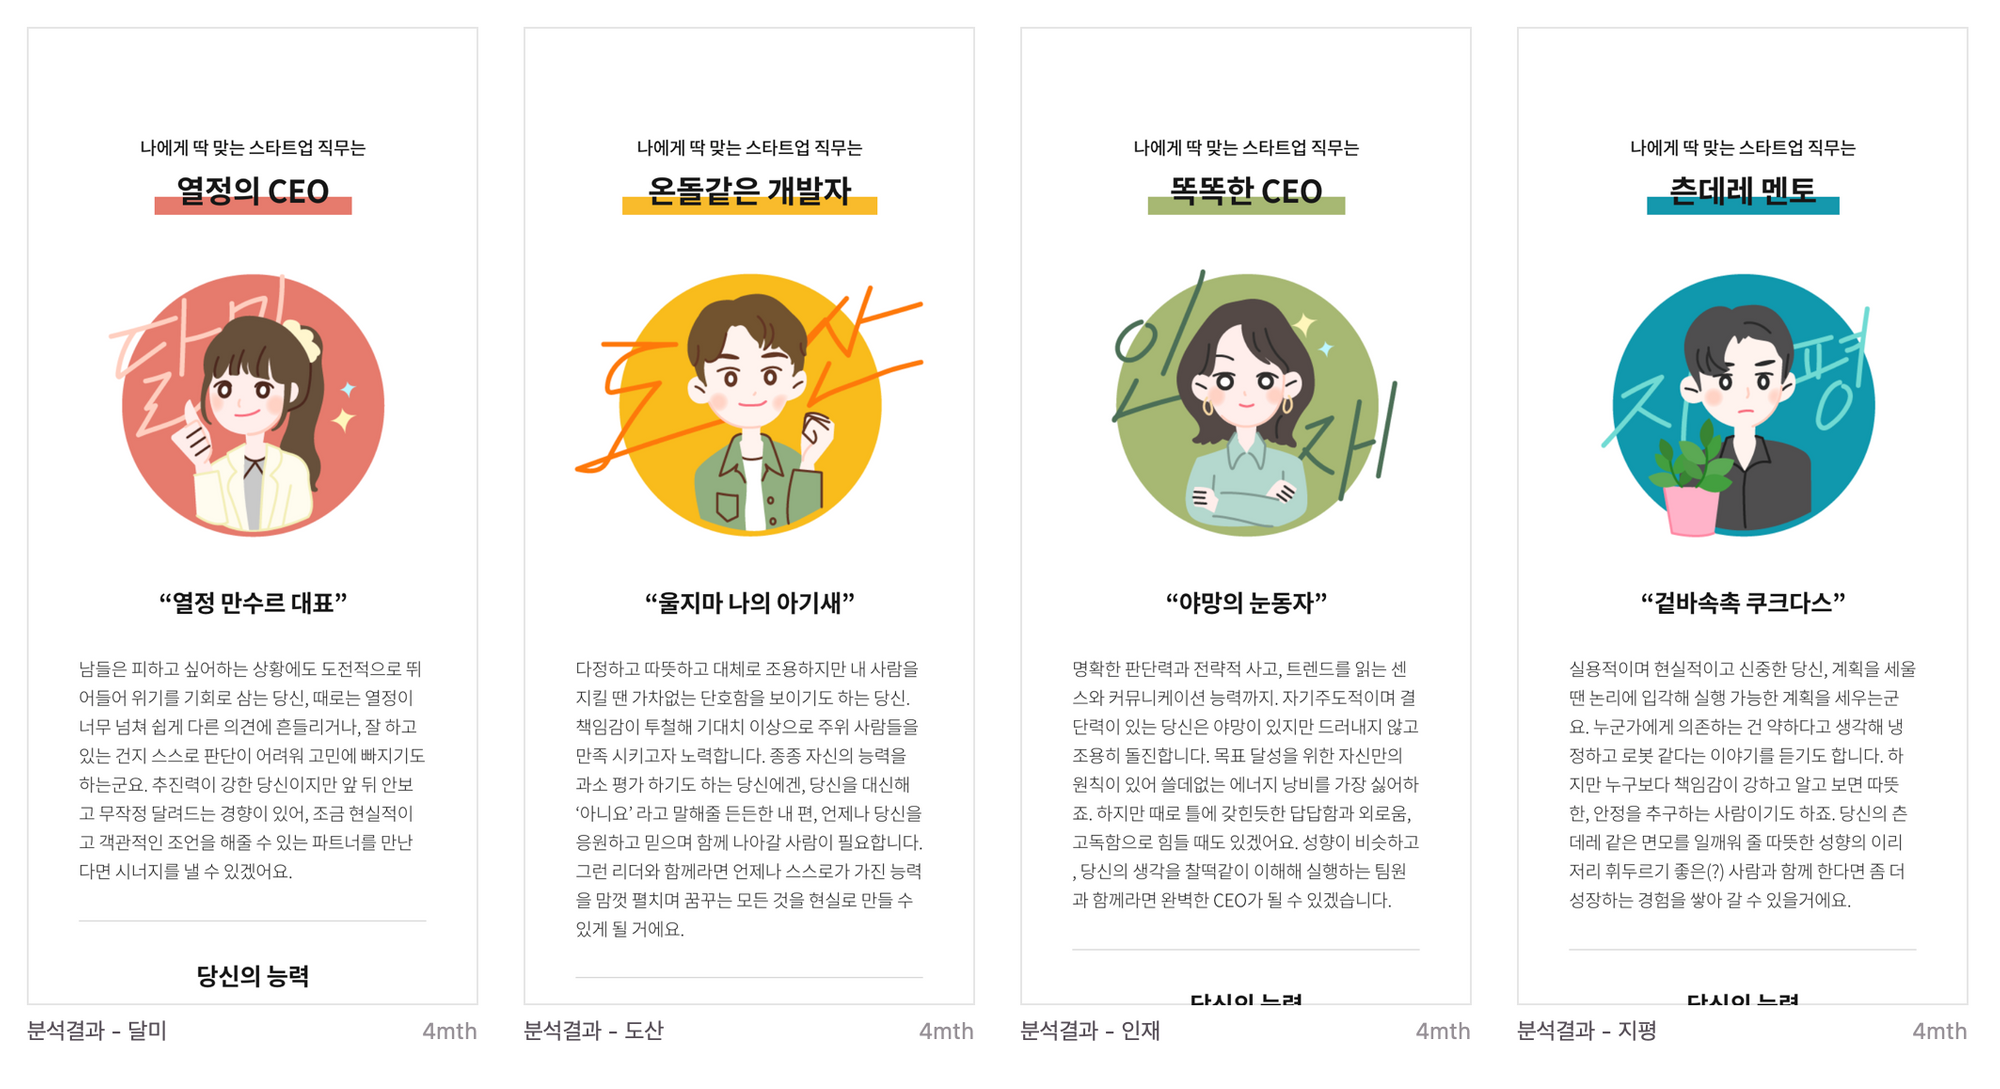 나에게 딱 맞는 스타트업 직무는
열정의 CEO
달미
“열정 만수르 대표”
남들은 피하고 싶어하는 상황에도 도전적으로 뛰
어들어 위기를 기회로 삼는 당신, 때로는 열정이
너무 넘쳐 쉽게 다른 의견에 흔들리거나, 잘 하고
있는 건지 스스로 판단이 어려워 고민에 빠지기도
하는군요. 추진력이 강한 당신이지만 앞 뒤 안보
고 무작정 달려드는 경향이 있어, 조금 현실적이
고 객관적인 조언을 해줄 수 있는 파트너를 만난
다면 시너지를 낼 수 있겠어요.
당신의 능력
분석결과 - 달미
4mth
나에게 딱 맞는 스타트업 직무는
온돌같은 개발자
도산
“울지마 나의 아기새”
다정하고 따뜻하고 대체로 조용하지만 내 사람을
지킬 땐 가차없는 단호함을 보이기도 하는 당신.
책임감이 투철해 기대치 이상으로 주위 사람들을
만족 시키고자 노력합니다. 종종 자신의 능력을
과소 평가 하기도 하는 당신에겐, 당신을 대신해
‘아니요’ 라고 말해줄 든든한 내 편, 언제나 당신을
응원하고 믿으며 함께 나아갈 사람이 필요합니다.
그런 리더와 함께라면 언제나 스스로가 가진 능력
을 맘껏 펼치며 꿈꾸는 모든 것을 현실로 만들 수
있게 될 거에요.
분석결과 - 도산
4mth
나에게 딱 맞는 스타트업 직무는
똑똑한 CEO
인재
“야망의 눈동자”
명확한 판단력과 전략적 사고, 트렌드를 읽는 센
스와 커뮤니케이션 능력까지. 자기주도적이며 결
단력이 있는 당신은 야망이 있지만 드러내지 않고
조용히 돌진합니다. 목표 달성을 위한 자신만의
원칙이 있어 쓸데없는 에너지 낭비를 가장 싫어하
죠. 하지만 때로 틀에 갖힌듯한 답답함과 외로움,
고독함으로 힘들 때도 있겠어요. 성향이 비슷하고
, 당신의 생각을 찰떡같이 이해해 실행하는 팀원
과 함께라면 완벽한 CEO가 될 수 있겠습니다.
당신의 능력
분석결과 - 인재
4mth
나에게 딱 맞는 스타트업 직무는
츤데레 멘토
지평
“겉바속촉 쿠크다스”
실용적이며 현실적이고 신중한 당신, 계획을 세울
땐 논리에 입각해 실행 가능한 계획을 세우는군
요. 누군가에게 의존하는 건 약하다고 생각해 냉
정하고 로봇 같다는 이야기를 듣기도 합니다. 하
지만 누구보다 책임감이 강하고 알고 보면 따뜻
한, 안정을 추구하는 사람이기도 하죠. 당신의 츤
데레 같은 면모를 일깨워 줄 따뜻한 성향의 이리
저리 휘두르기 좋은(?) 사람과 함께 한다면 좀 더
성장하는 경험을 쌓아 갈 수 있을거에요.
당신의 능력
분석결과 - 지평
4mth